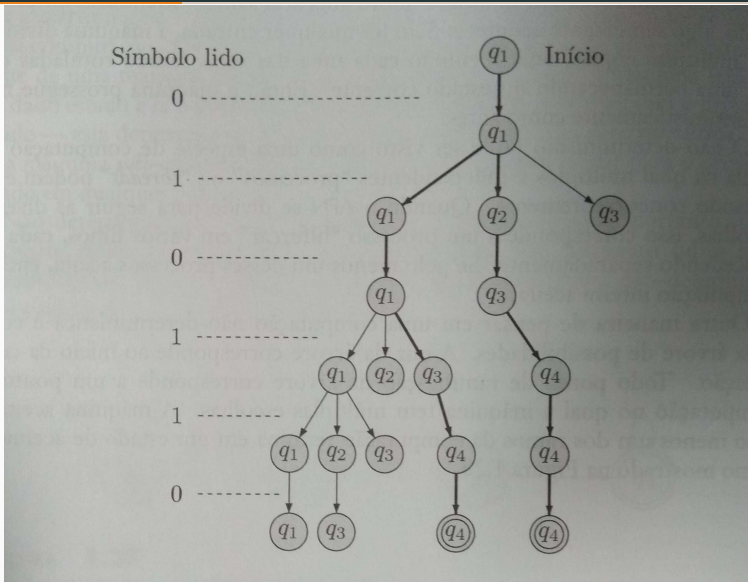 q1
Símbolo lido Início
0
q1
1
q1 q2 q3
0
q1 q3
1
q1 q2 q3 q4
1
q1 q2 q3 q4 q4
0
q1 q3 q4 q4